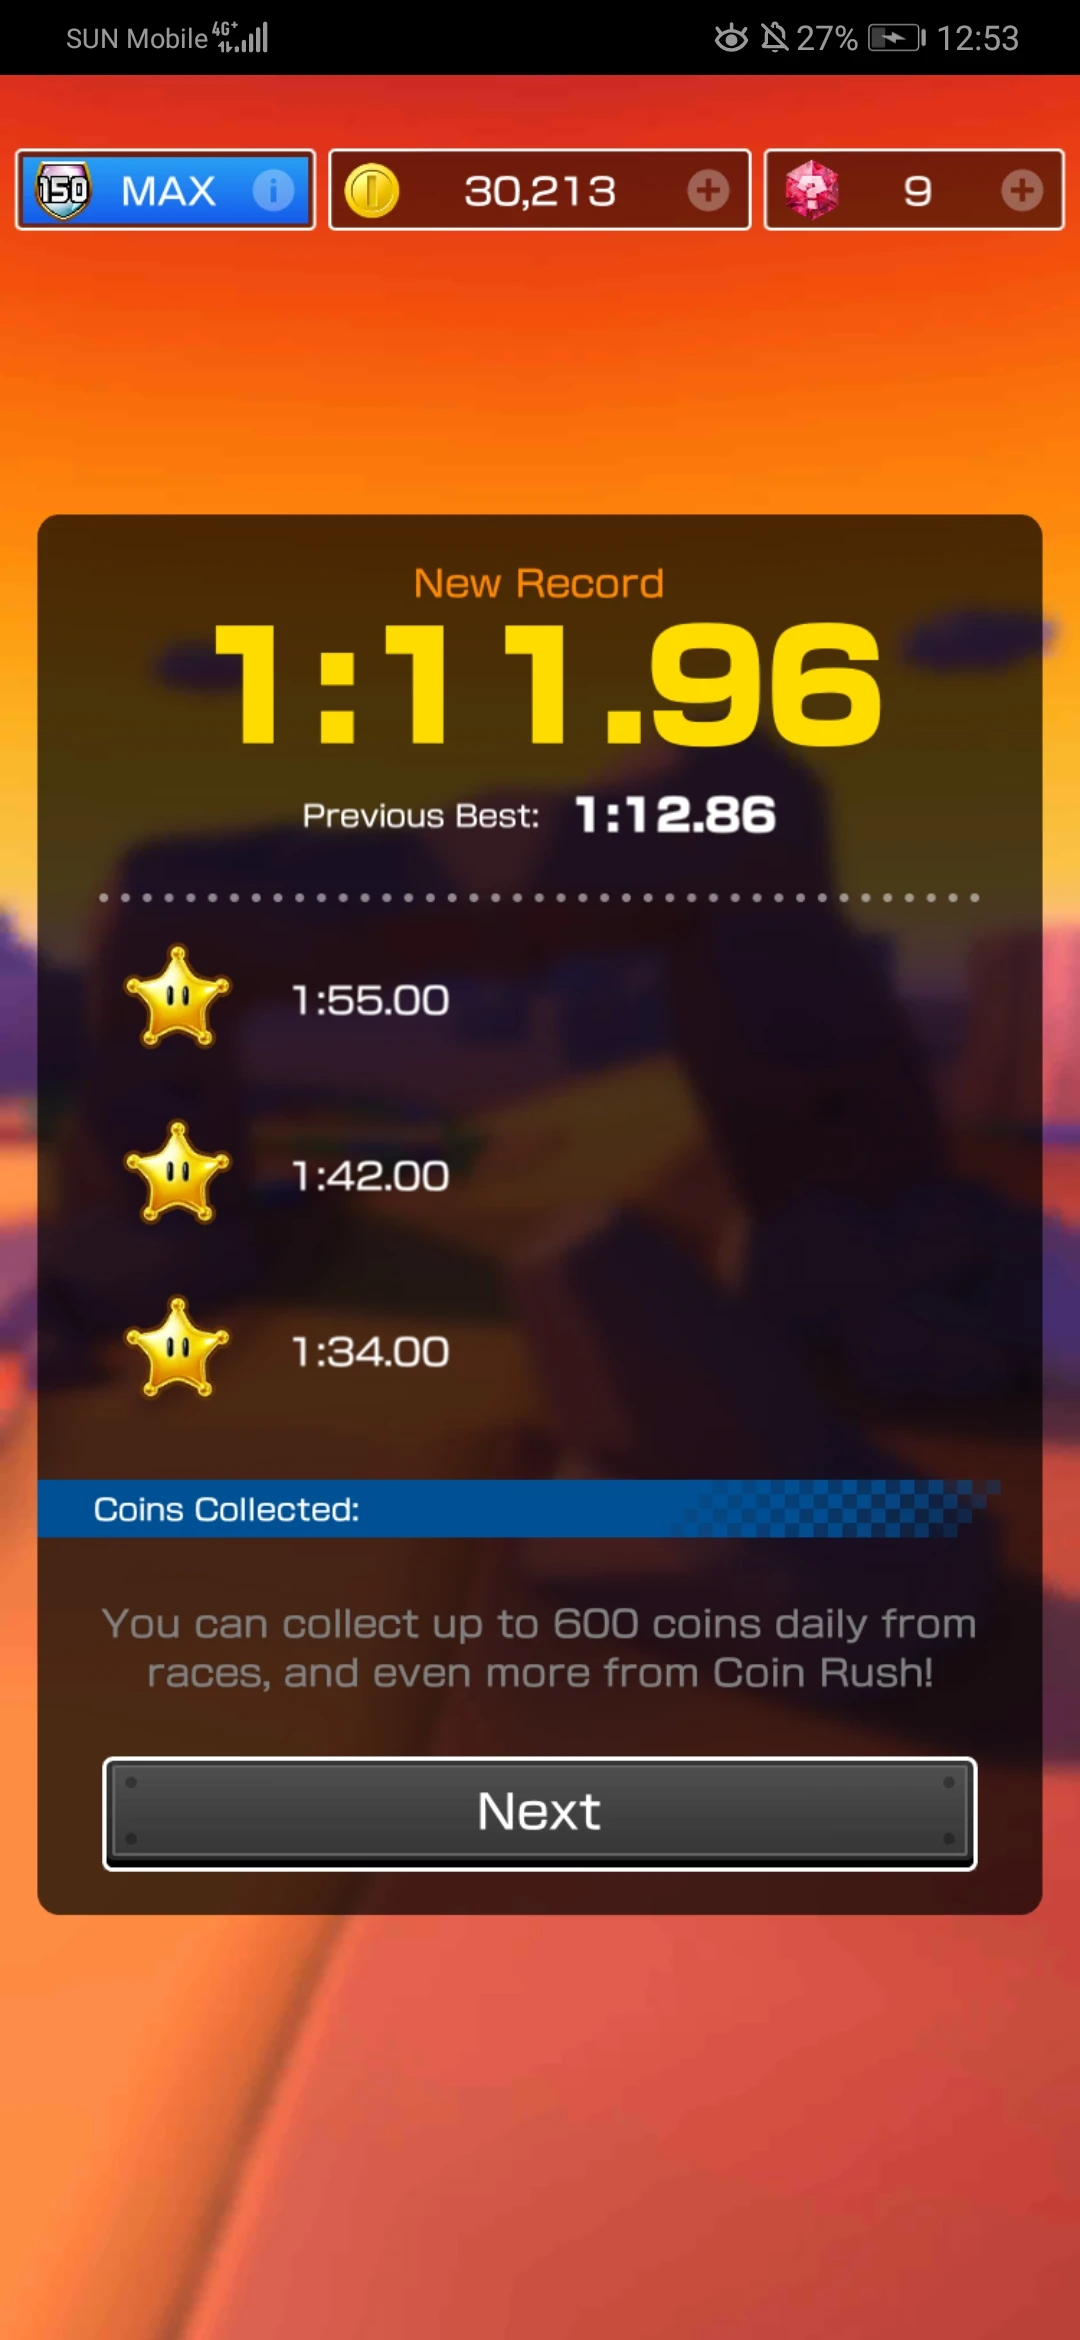 SUN Mobile 4G+ 27% 12:53
150 MAX i 30,213 + ? 9 +
New Record
1:11.96
Previous Best: 1:12.86
1:55.00
1:42.00
1:34.00
Coins Collected:
You can collect up to 600 coins daily from
races, and even more from Coin Rush!
Next